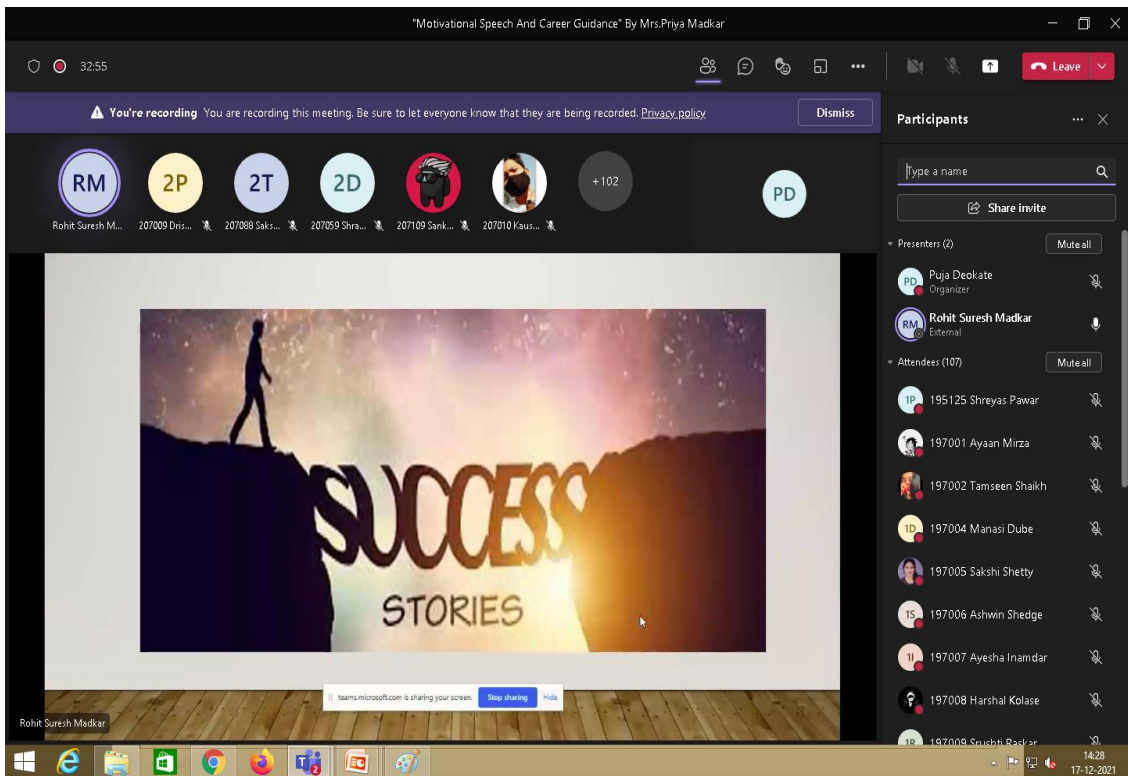 "Motivational Speech And Career Guidance" By Mrs.Priya Madkar
32:55
Leave
You're recording You are recording this meeting. Be sure to let everyone know that they are being recorded. Privacy policy
Dismiss
RM
2P
2T
2D
+102
PD
Rohit Suresh M...
207009 Dris...
207088 Saks...
207059 Shra...
207109 Sank...
207010 Kaus...
SUCCESS
STORIES
teams.microsoft.com is sharing your screen.
Stop sharing
Hide
Rohit Suresh Madkar
Participants
Type a name
Share invite
Presenters (2)
Mute all
PD
Puja Deokate
Organizer
RM
Rohit Suresh Madkar
External
Attendees (107)
Mute all
1P
195125 Shreyas Pawar
197001 Ayaan Mirza
197002 Tamseen Shaikh
1D
197004 Manasi Dube
197005 Sakshi Shetty
1S
197006 Ashwin Shedge
1I
197007 Ayesha Inamdar
197008 Harshal Kolase
1R
197009 Srushti Raskar
14:28
17-12-2021